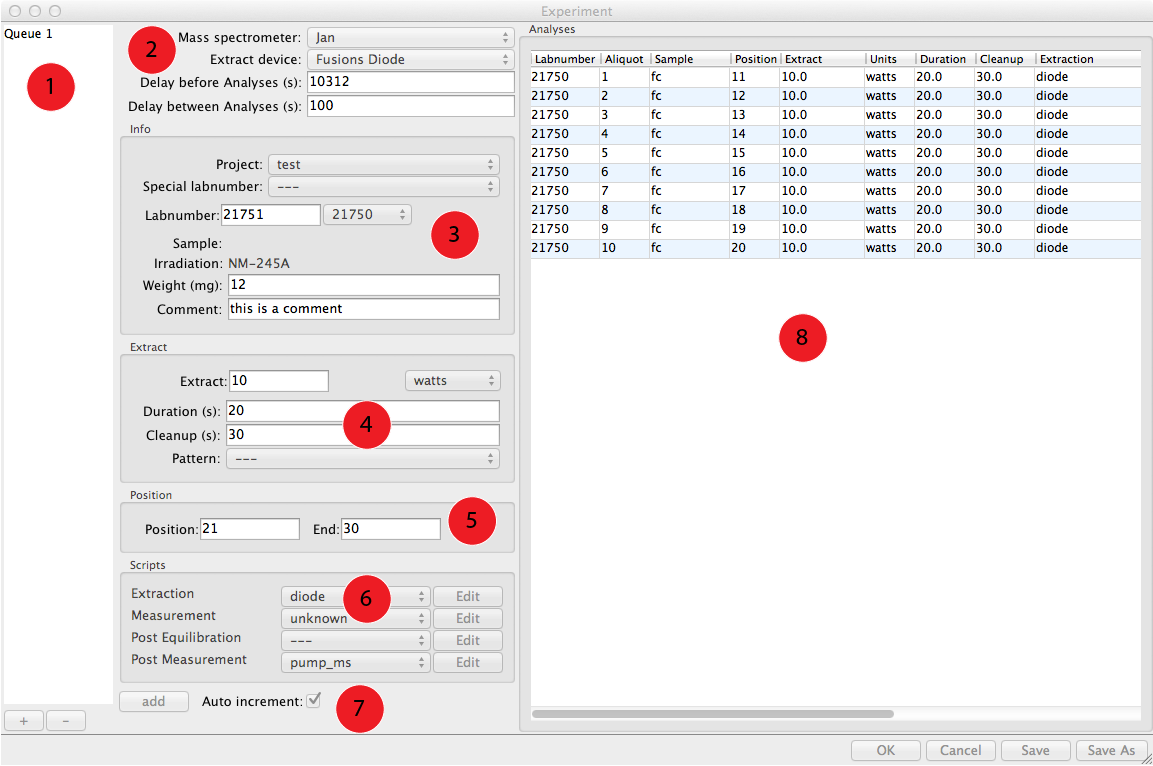 Experiment
Queue 1
1
2
Mass spectrometer: Jan
Extract device: Fusions Diode
Delay before Analyses (s): 10312
Delay between Analyses (s): 100
Info
Project: test
Special labnumber: ---
Labnumber: 21751 21750
3
Sample:
Irradiation: NM-245A
Weight (mg): 12
Comment: this is a comment
Extract
Extract: 10 watts
Duration (s): 20
4
Cleanup (s): 30
Pattern: ---
Position
Position: 21 End: 30
5
Scripts
Extraction diode Edit
6
Measurement unknown Edit
Post Equilibration --- Edit
Post Measurement pump_ms Edit
add Auto increment:
7
+ -
Analyses
Labnumber Aliquot Sample Position Extract Units Duration Cleanup Extraction
21750 1 fc 11 10.0 watts 20.0 30.0 diode
21750 2 fc 12 10.0 watts 20.0 30.0 diode
21750 3 fc 13 10.0 watts 20.0 30.0 diode
21750 4 fc 14 10.0 watts 20.0 30.0 diode
21750 5 fc 15 10.0 watts 20.0 30.0 diode
21750 6 fc 16 10.0 watts 20.0 30.0 diode
21750 7 fc 17 10.0 watts 20.0 30.0 diode
21750 8 fc 18 10.0 watts 20.0 30.0 diode
21750 9 fc 19 10.0 watts 20.0 30.0 diode
21750 10 fc 20 10.0 watts 20.0 30.0 diode
8
OK Cancel Save Save As